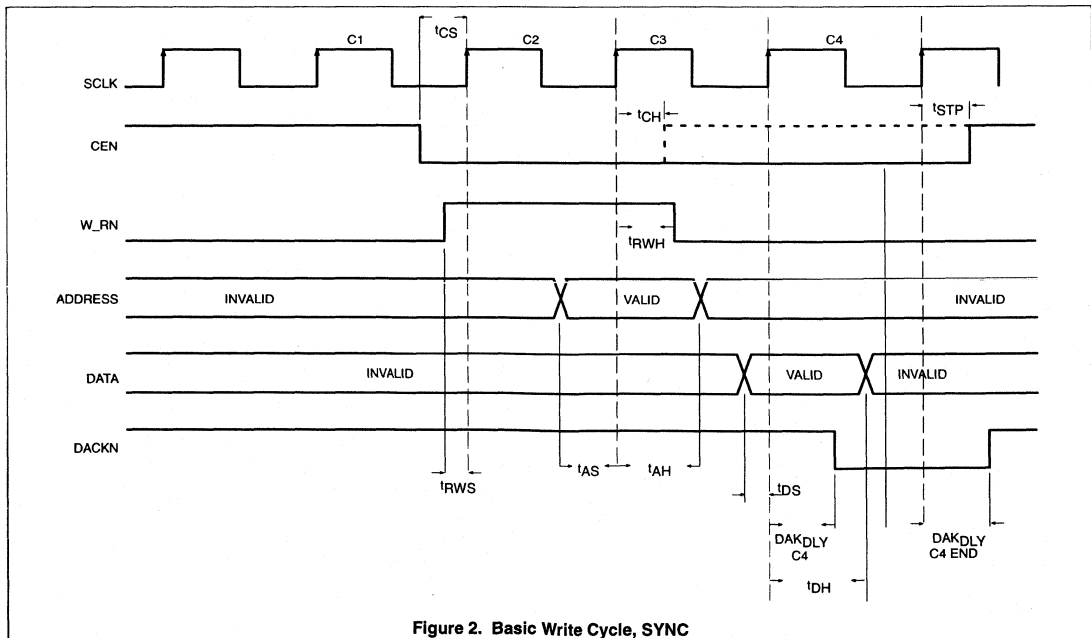 tCS
C1
C2
C3
C4
SCLK
tCH
tSTP
CEN
W_RN
tRWH
ADDRESS
INVALID
VALID
INVALID
DATA
INVALID
VALID
INVALID
DACKN
tRWS
tAS
tAH
tDS
DAKDLY
C4
DAKDLY
C4 END
tDH
Figure 2. Basic Write Cycle, SYNC